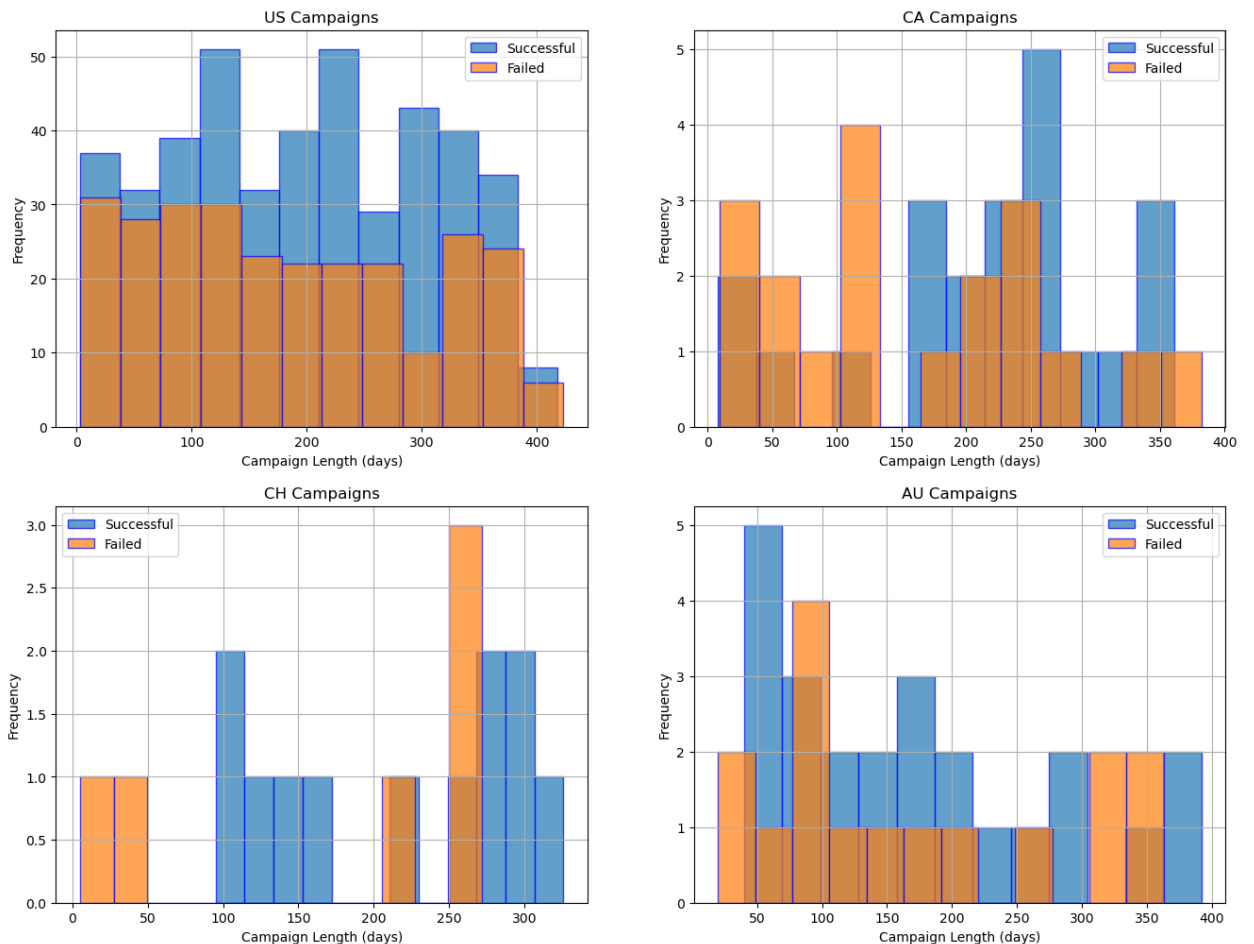 US Campaigns
Successful
Failed
50
40
30
20
10
0
Frequency
0 100 200 300 400
Campaign Length (days)
CA Campaigns
Successful
Failed
5
4
3
2
1
0
Frequency
0 50 100 150 200 250 300 350 400
Campaign Length (days)
CH Campaigns
Successful
Failed
3.0
2.5
2.0
1.5
1.0
0.5
0.0
Frequency
0 50 100 150 200 250 300
Campaign Length (days)
AU Campaigns
Successful
Failed
5
4
3
2
1
0
Frequency
50 100 150 200 250 300 350 400
Campaign Length (days)